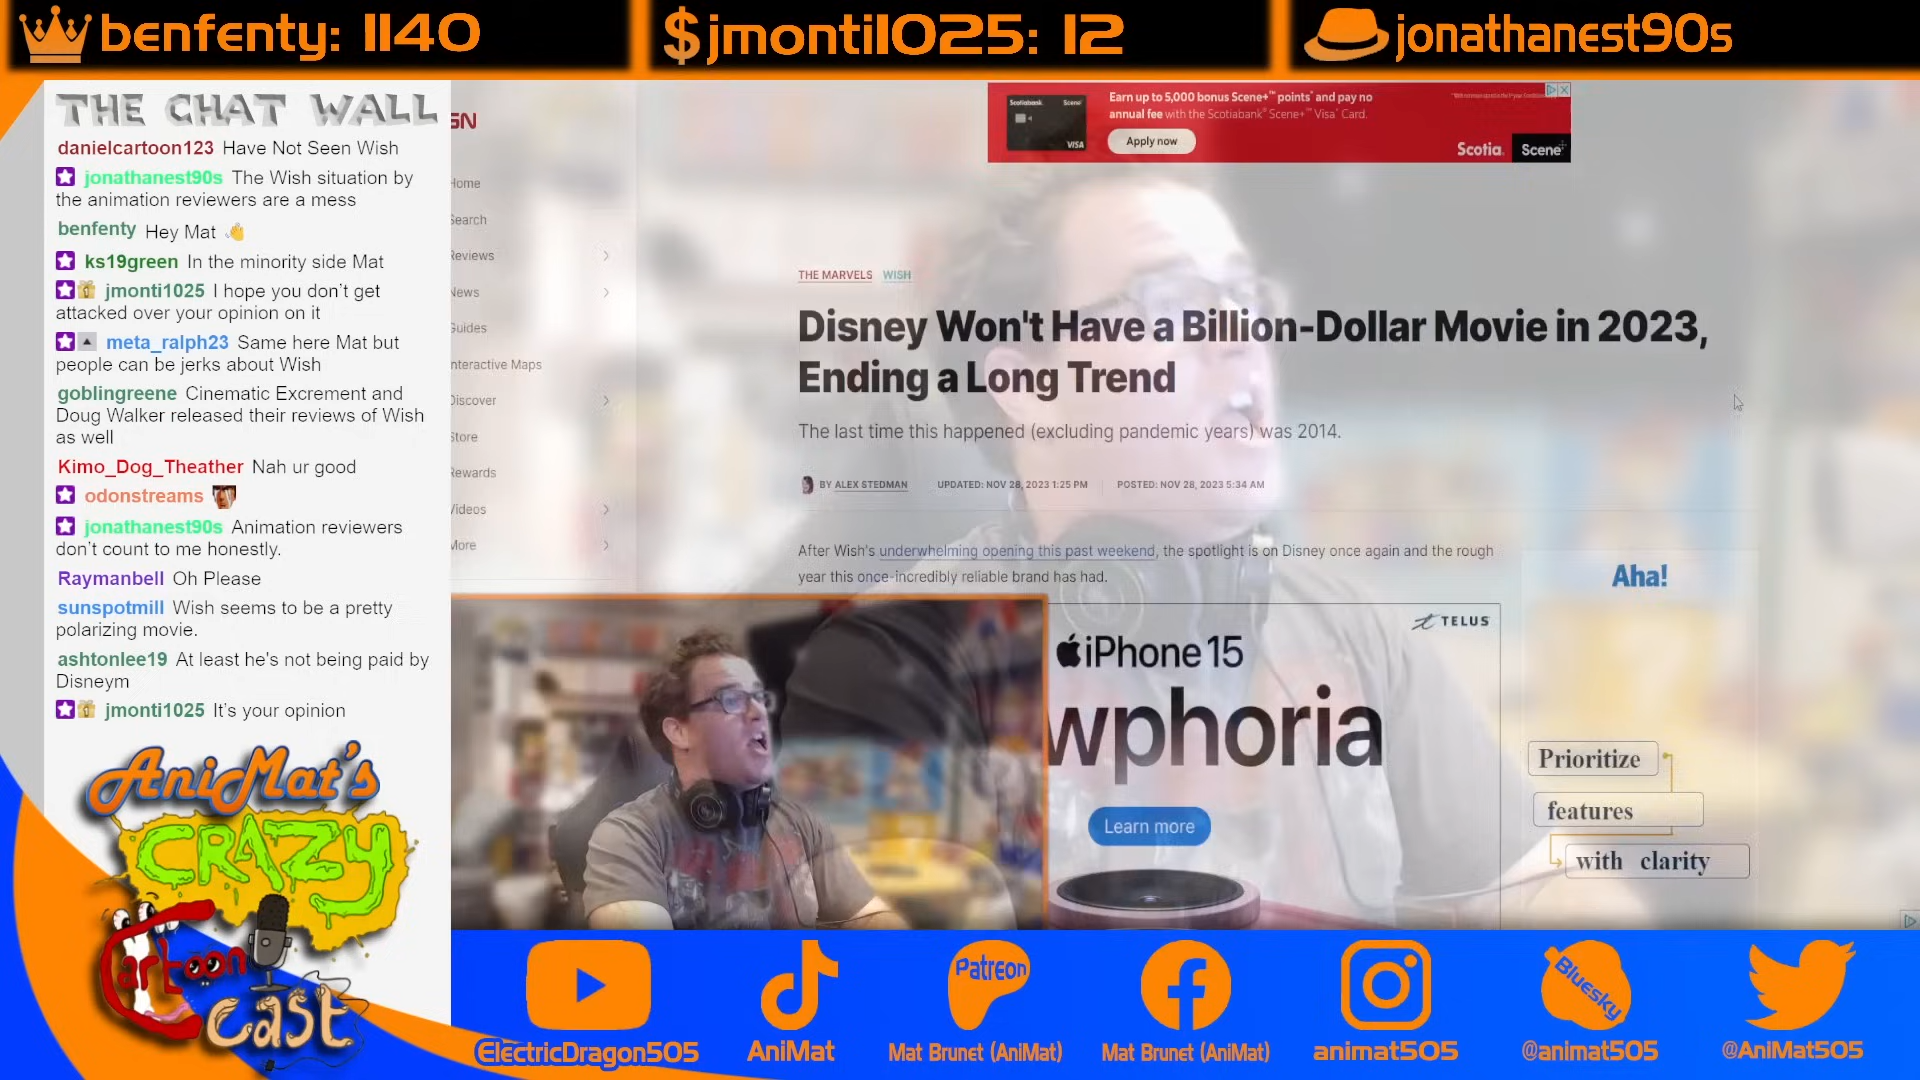 benfenty: 1140
$jmonti1025: 12
jonathanest90s
THE CHAT WALL
danielcartoon123 Have Not Seen Wish
jonathanest90s The Wish situation by
the animation reviewers are a mess
benfenty Hey Mat 👋
ks19green In the minority side Mat
jmonti1025 I hope you don't get
attacked over your opinion on it
meta_ralph23 Same here Mat but
people can be jerks about Wish
goblingreene Cinematic Excrement and
Doug Walker released their reviews of Wish
as well
Kimo_Dog_Theather Nah ur good
odonstreams
jonathanest90s Animation reviewers
don't count to me honestly.
Raymanbell Oh Please
sunspotmill Wish seems to be a pretty
polarizing movie.
ashtonlee19 At least he's not being paid by
Disneym
jmonti1025 It's your opinion
AniMat's
CRAZY
Cartoon
Cast
GN
Home
Search
Reviews
News
Guides
Interactive Maps
Discover
Store
Rewards
Videos
More
Scotiabank Scene+
VISA
Earn up to 5,000 bonus Scene+™ points* and pay no
annual fee with the Scotiabank® Scene+™ Visa* Card.
Apply now
Scotia. Scene+
THE MARVELS WISH
Disney Won't Have a Billion-Dollar Movie in 2023,
Ending a Long Trend
The last time this happened (excluding pandemic years) was 2014.
BY ALEX STEDMAN UPDATED: NOV 28, 2023 1:25 PM POSTED: NOV 28, 2023 5:34 AM
After Wish's underwhelming opening this past weekend, the spotlight is on Disney once again and the rough
year this once-incredibly reliable brand has had.
TELUS
iPhone 15
wphoria
Learn more
Aha!
Prioritize
features
with clarity
ElectricDragon505
AniMat
Patreon
Mat Brunet (AniMat)
Mat Brunet (AniMat)
animat505
Bluesky
@animat505
@AniMat505